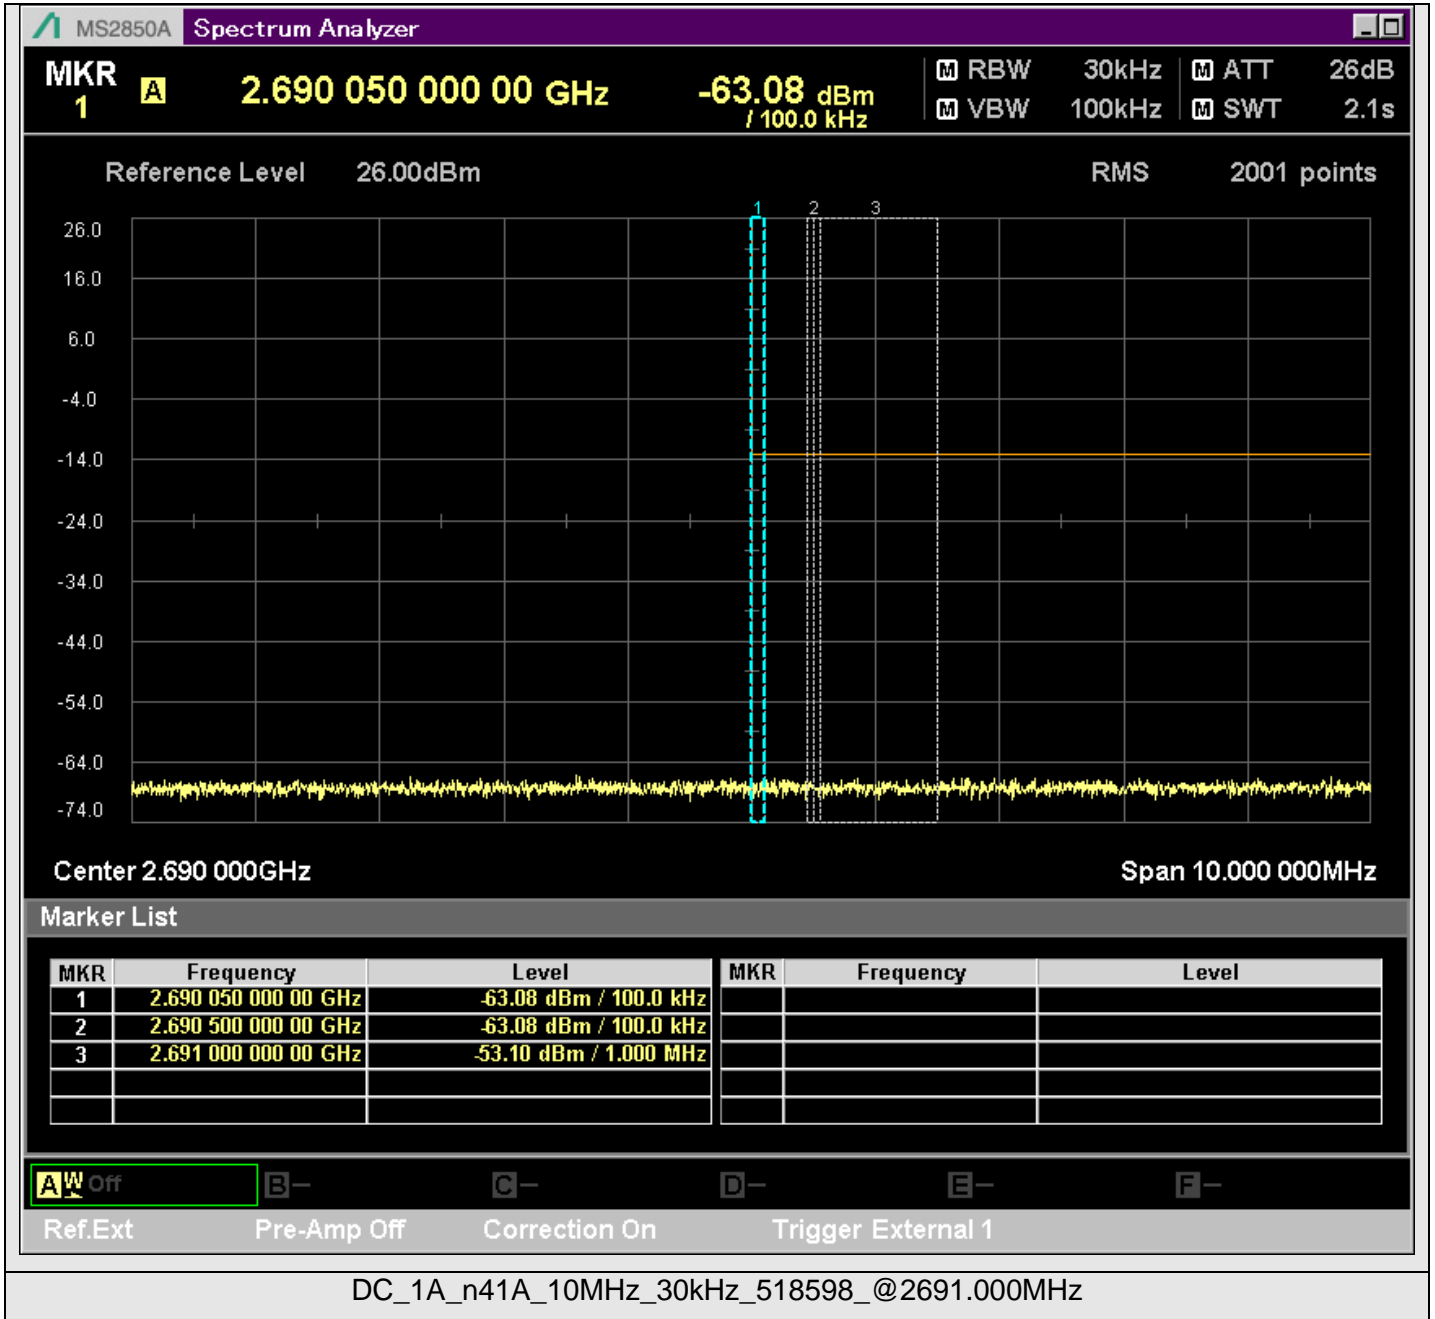 MS2850A Spectrum Analyzer
MKR 1 A 2.690 050 000 00 GHz -63.08 dBm / 100.0 kHz
M RBW 30kHz M ATT 26dB
M VBW 100kHz M SWT 2.1s
Reference Level 26.00dBm RMS 2001 points
1 2 3
26.0
16.0
6.0
-4.0
-14.0
-24.0
-34.0
-44.0
-54.0
-64.0
-74.0
Center 2.690 000GHz Span 10.000 000MHz
Marker List
MKR Frequency Level MKR Frequency Level
1 2.690 050 000 00 GHz -63.08 dBm / 100.0 kHz
2 2.690 500 000 00 GHz -63.08 dBm / 100.0 kHz
3 2.691 000 000 00 GHz -53.10 dBm / 1.000 MHz
A W Off B – C – D – E – F –
Ref.Ext Pre-Amp Off Correction On Trigger External 1
DC_1A_n41A_10MHz_30kHz_518598_@2691.000MHz